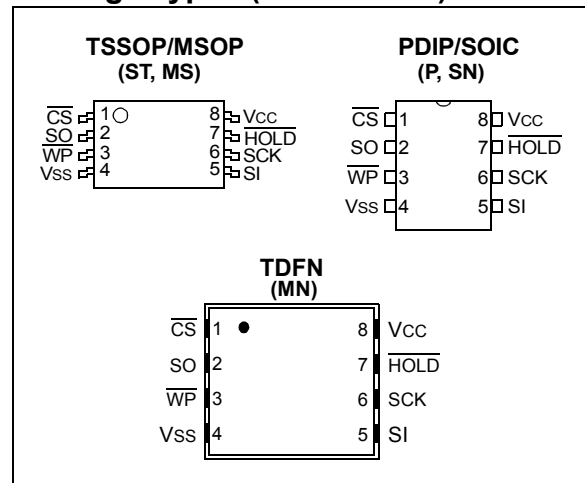 TSSOP/MSOP
(ST, MS)
CS 1 8 VCC
SO 2 7 HOLD
WP 3 6 SCK
VSS 4 5 SI
PDIP/SOIC
(P, SN)
CS 1 8 VCC
SO 2 7 HOLD
WP 3 6 SCK
VSS 4 5 SI
TDFN
(MN)
CS 1 8 VCC
SO 2 7 HOLD
WP 3 6 SCK
VSS 4 5 SI